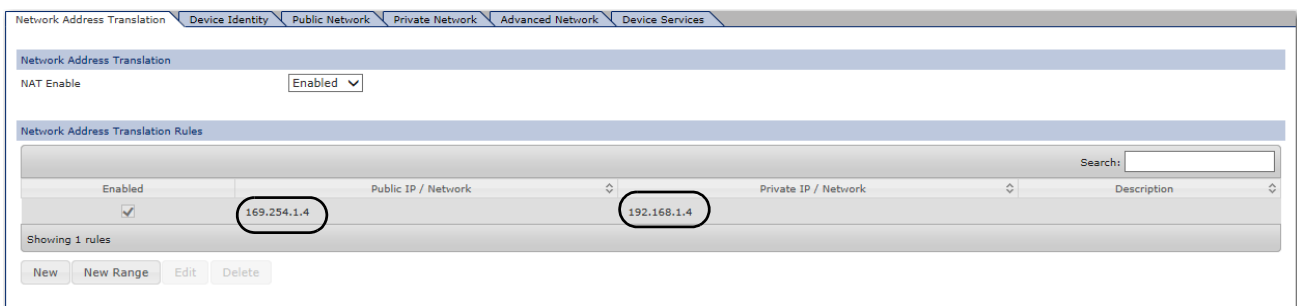 Network Address Translation Device Identity Public Network Private Network Advanced Network Device Services
Network Address Translation
NAT Enable Enabled
Network Address Translation Rules
Search:
Enabled Public IP / Network Private IP / Network Description
169.254.1.4 192.168.1.4
Showing 1 rules
New New Range Edit Delete